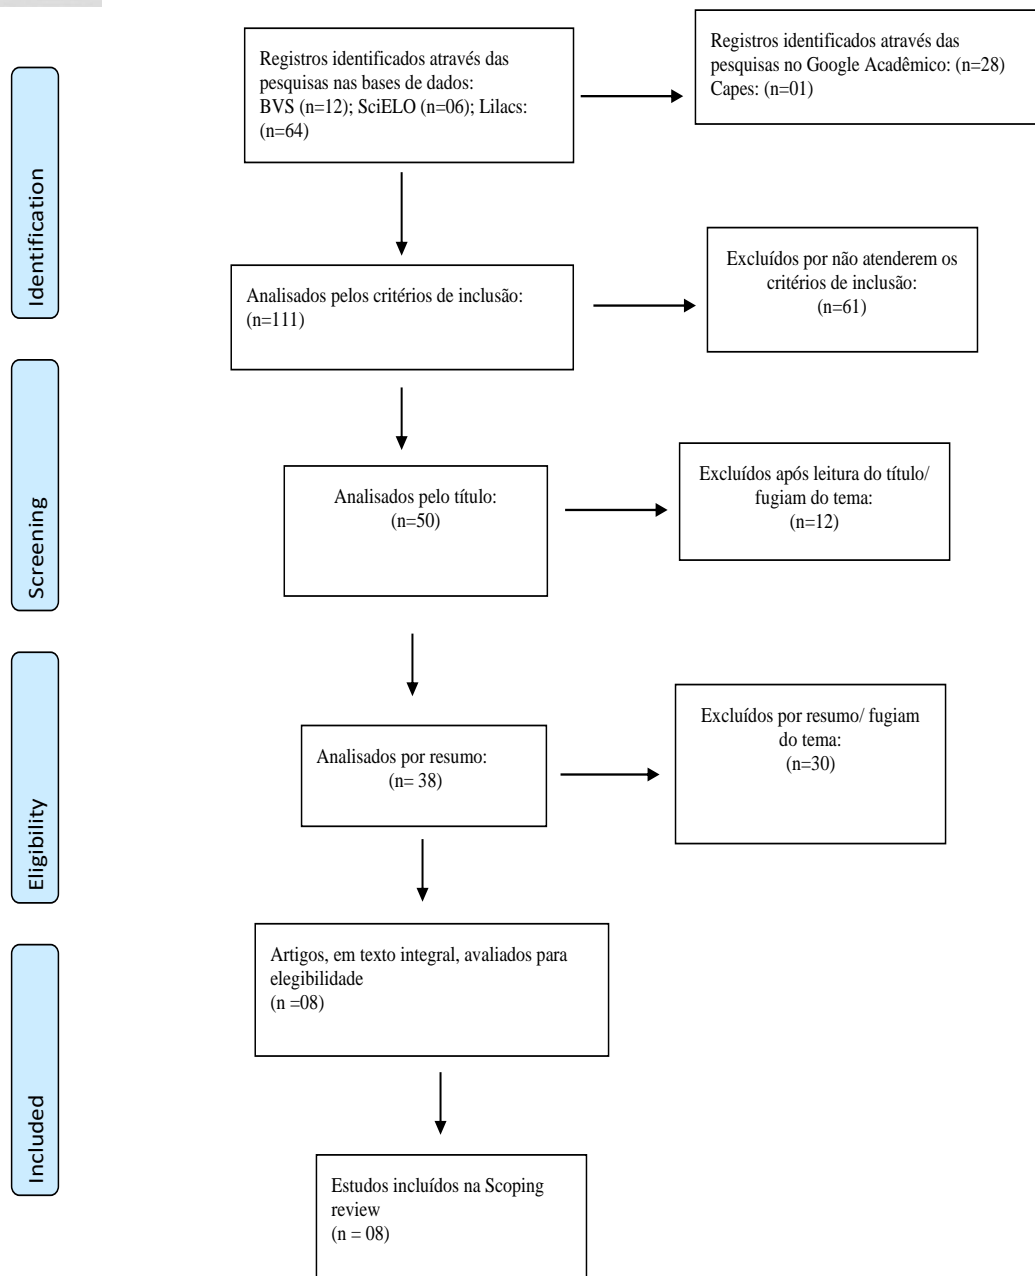 Registros identificados através das
pesquisas nas bases de dados:
BVS (n=12); SciELO (n=06); Lilacs:
(n=64)
Registros identificados através das
pesquisas no Google Acadêmico: (n=28)
Capes: (n=01)
Identification
Analisados pelos critérios de inclusão:
(n=111)
Excluídos por não atenderem os
critérios de inclusão:
(n=61)
Screening
Analisados pelo título:
(n=50)
Excluídos após leitura do título/
fugiam do tema:
(n=12)
Eligibility
Analisados por resumo:
(n= 38)
Excluídos por resumo/ fugiam
do tema:
(n=30)
Included
Artigos, em texto integral, avaliados para
elegibilidade
(n =08)
Estudos incluídos na Scoping
review
(n = 08)